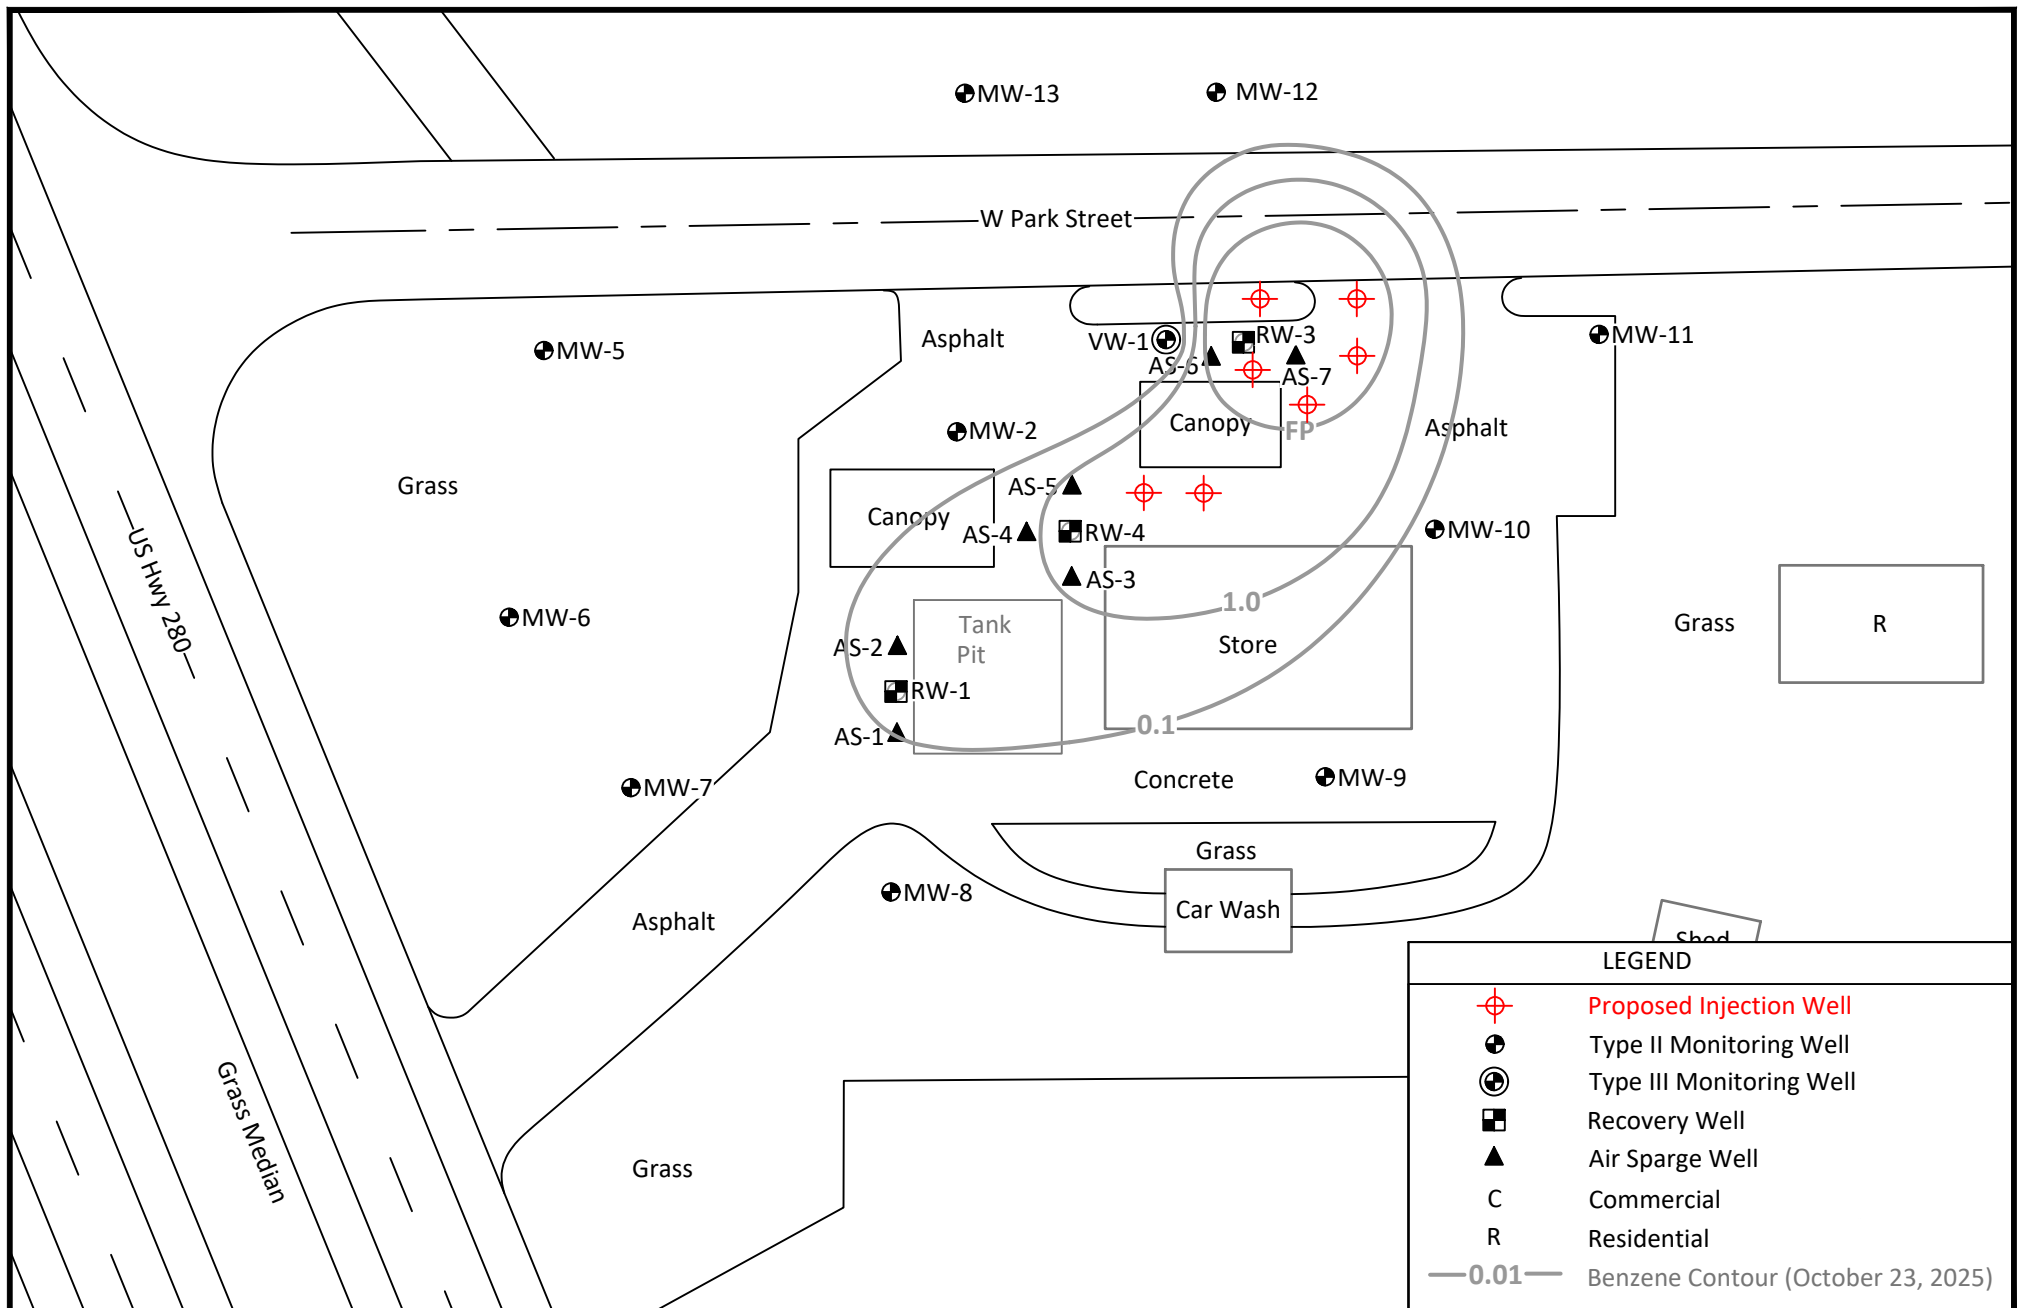 MW-13
MW-12
W Park Street
MW-5
Asphalt
VW-1
RW-3
MW-11
AS-6
AS-7
MW-2
Canopy
FP
Asphalt
Grass
AS-5
Canopy
AS-4
RW-4
MW-10
US Hwy 280
AS-3
1.0
MW-6
Tank
Pit
Grass
R
AS-2
Store
RW-1
0.1
AS-1
MW-7
Concrete
MW-9
Grass
MW-8
Car Wash
Asphalt
Shed
Grass Median
Grass
LEGEND
Proposed Injection Well
Type II Monitoring Well
Type III Monitoring Well
Recovery Well
Air Sparge Well
C Commercial
R Residential
0.01 Benzene Contour (October 23, 2025)